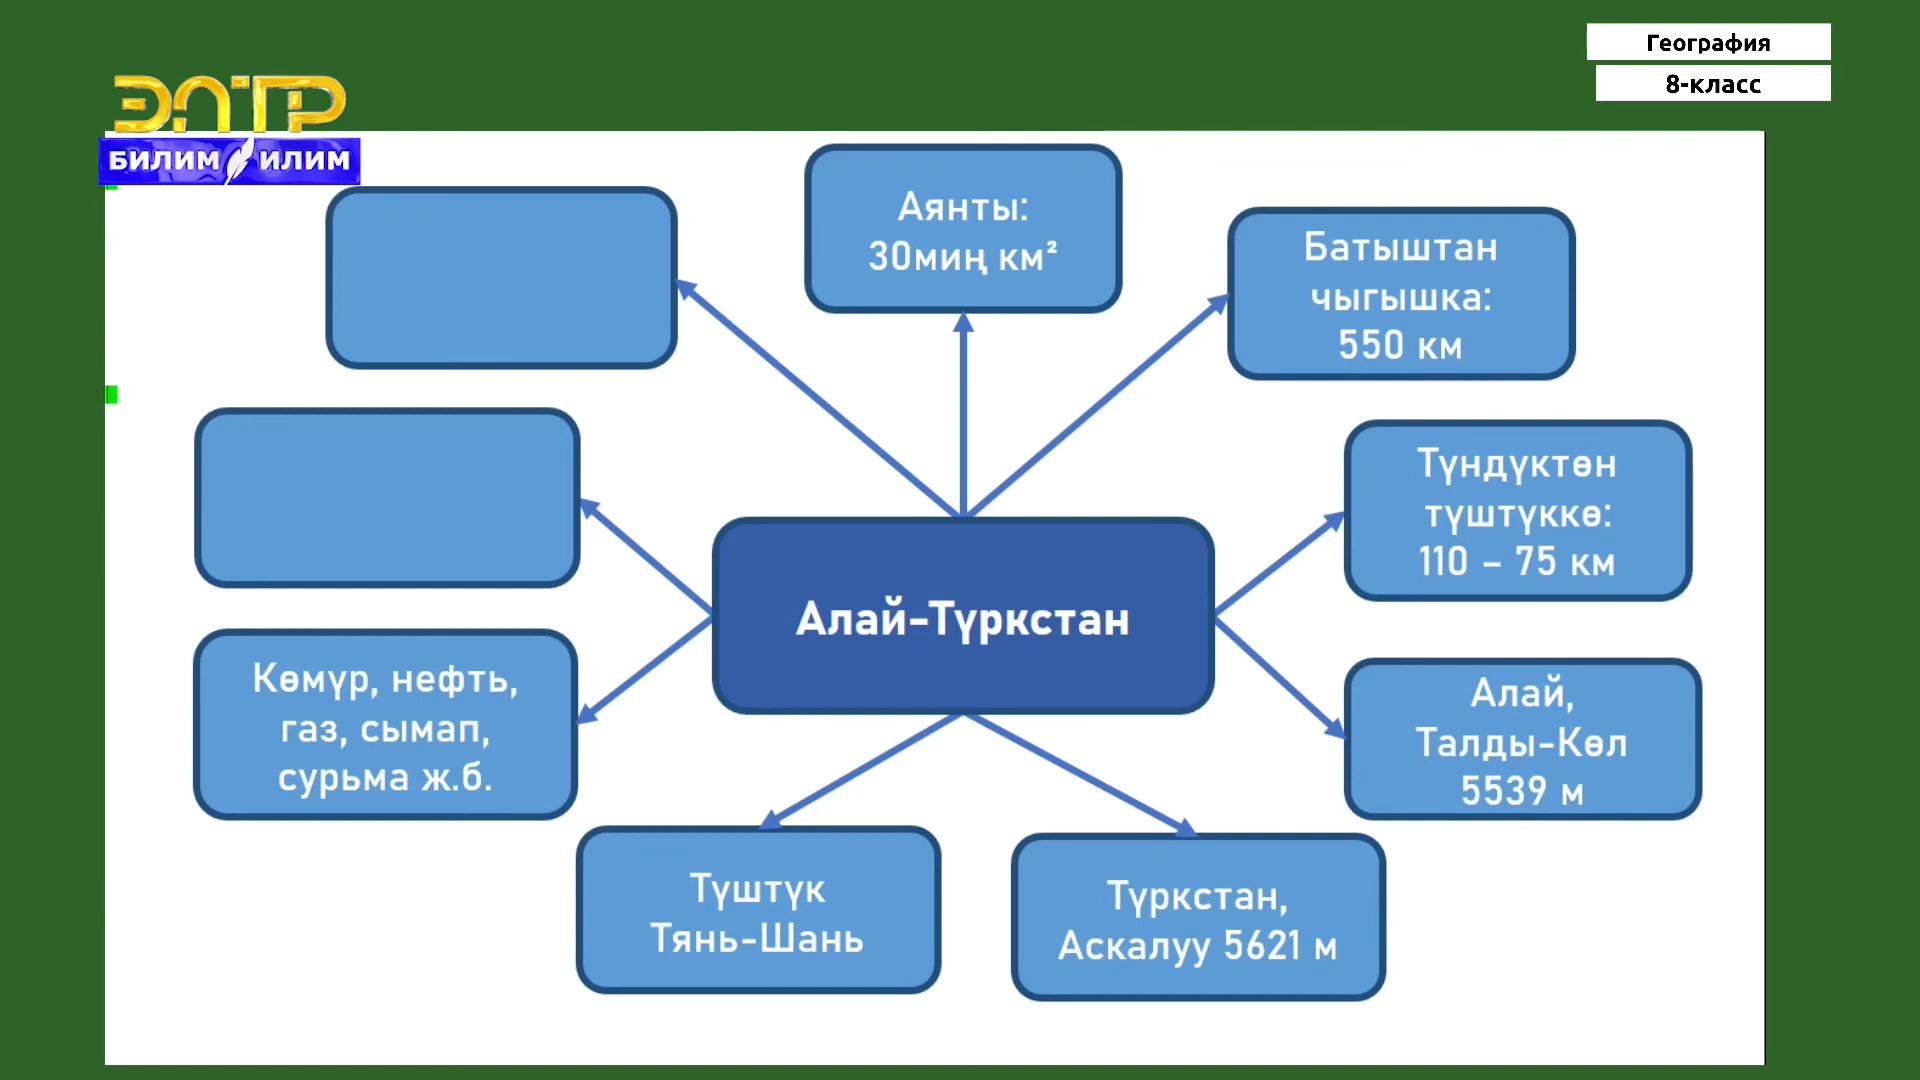 География
8-класс
ЭЛТР
БИЛИМ ИЛИМ
Аянты:
30миң км²
Батыштан
чыгышка:
550 км
Түндүктөн
түштүккө:
110 – 75 км
Алай-Түркстан
Көмүр, нефть,
газ, сымап,
сурьма ж.б.
Алай,
Талды-Көл
5539 м
Түштүк
Тянь-Шань
Түркстан,
Аскалуу 5621 м